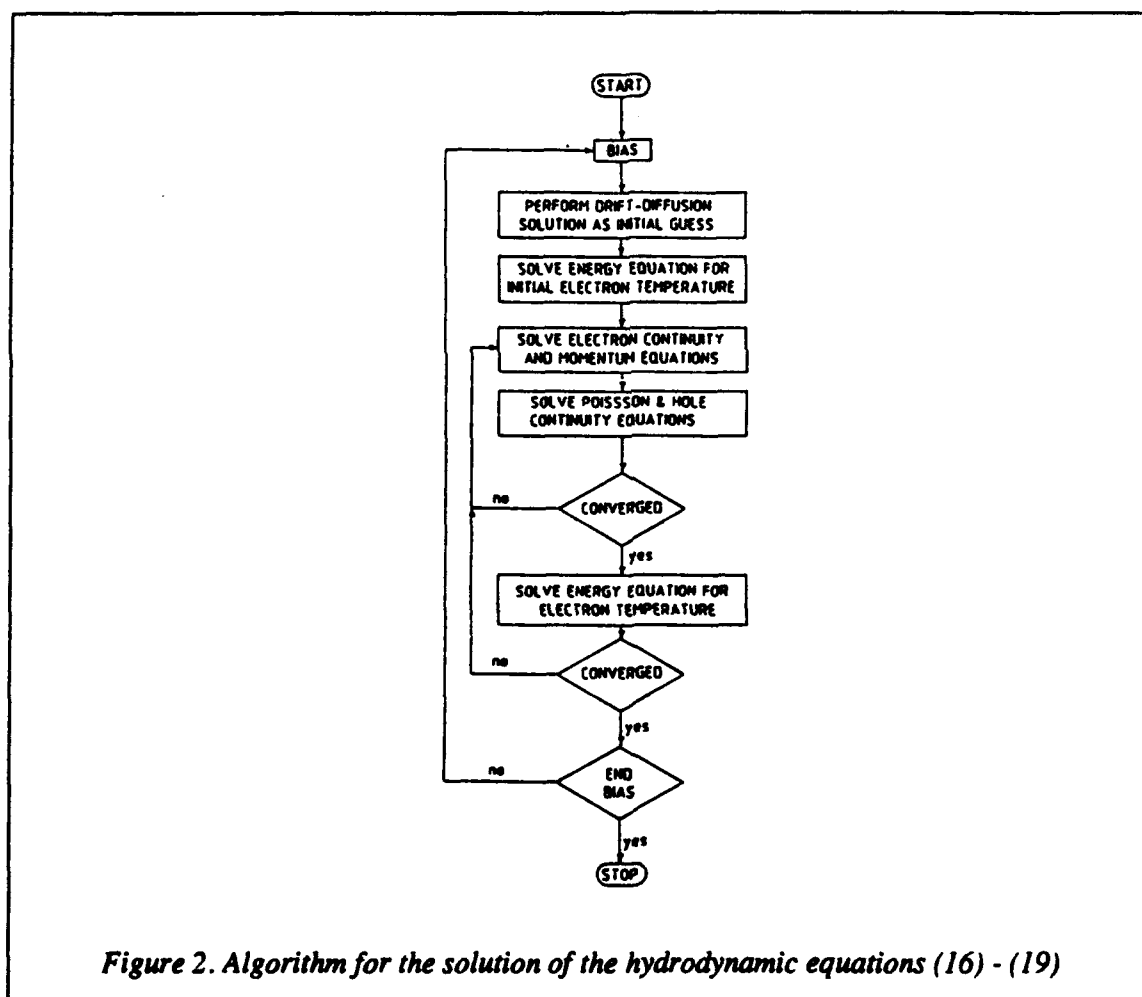 START
BIAS
PERFORM DRIFT-DIFFUSION
SOLUTION AS INITIAL GUESS
SOLVE ENERGY EQUATION FOR
INITIAL ELECTRON TEMPERATURE
SOLVE ELECTRON CONTINUITY
AND MOMENTUM EQUATIONS
SOLVE POISSSON & HOLE
CONTINUITY EQUATIONS
no
CONVERGED
yes
SOLVE ENERGY EQUATION FOR
ELECTRON TEMPERATURE
no
CONVERGED
yes
no
END
BIAS
yes
STOP
Figure 2. Algorithm for the solution of the hydrodynamic equations (16) - (19)